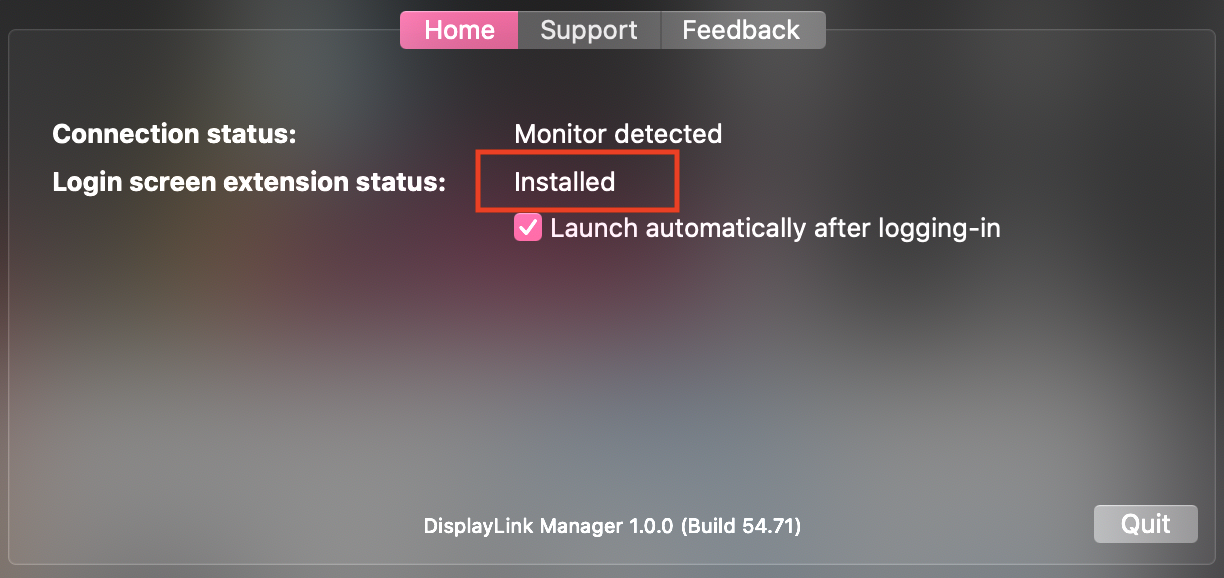 Home Support Feedback
Connection status: Monitor detected
Login screen extension status: Installed
Launch automatically after logging-in
DisplayLink Manager 1.0.0 (Build 54.71)
Quit